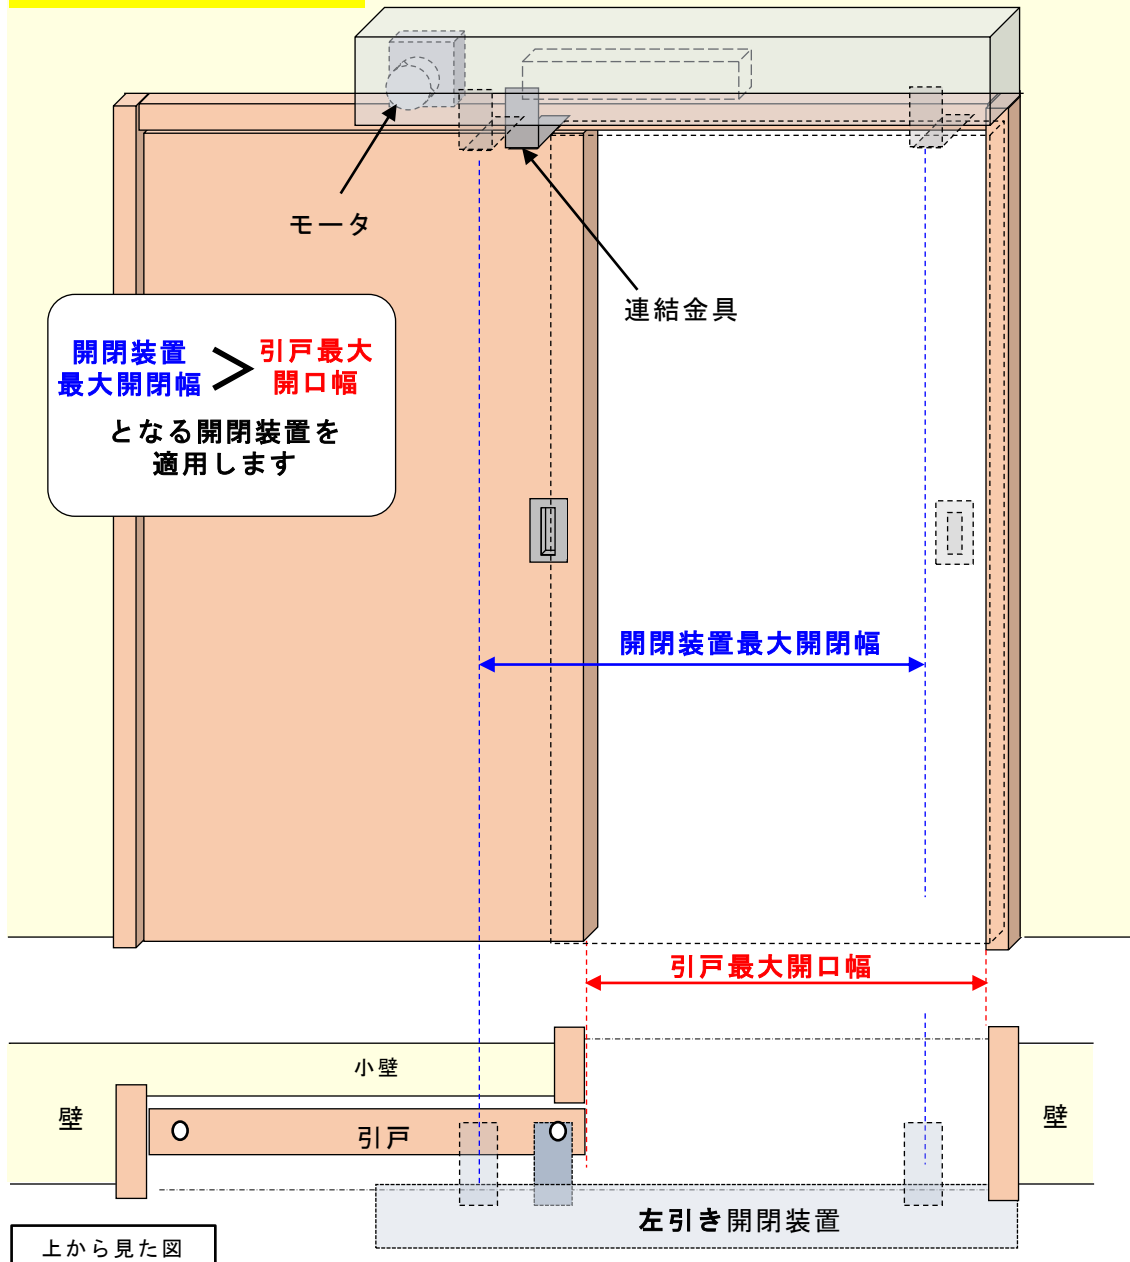 モータ
連結金具
開閉装置
最大開閉幅
>
引戸最大
開口幅
となる開閉装置を
適用します
開閉装置最大開閉幅
引戸最大開口幅
小壁
壁
引戸
壁
左引き開閉装置
上から見た図